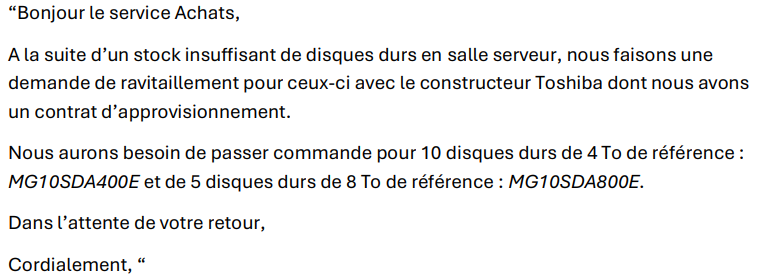 “Bonjour le service Achats,
A la suite d’un stock insuffisant de disques durs en salle serveur, nous faisons une
demande de ravitaillement pour ceux-ci avec le constructeur Toshiba dont nous avons
un contrat d’approvisionnement.
Nous aurons besoin de passer commande pour 10 disques durs de 4 To de référence :
MG10SDA400E et de 5 disques durs de 8 To de référence : MG10SDA800E.
Dans l’attente de votre retour,
Cordialement, “